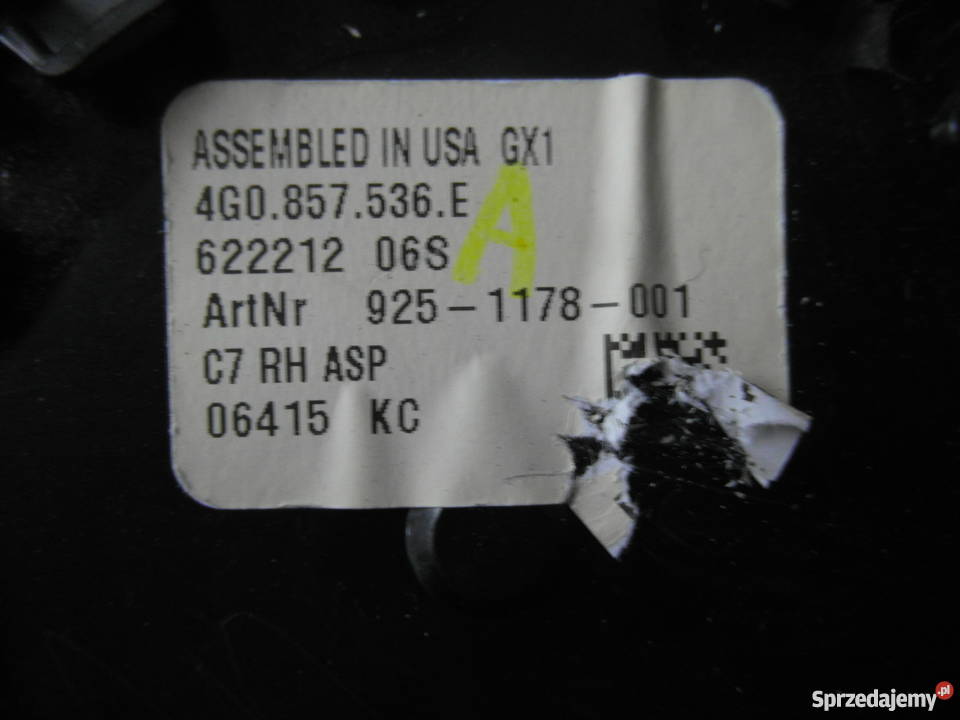 ASSEMBLED IN USA GX1
4G0.857.536.E
A
622212 06S
ArtNr 925-1178-001
C7 RH ASP
06415 KC
Sprzedajemy.pl